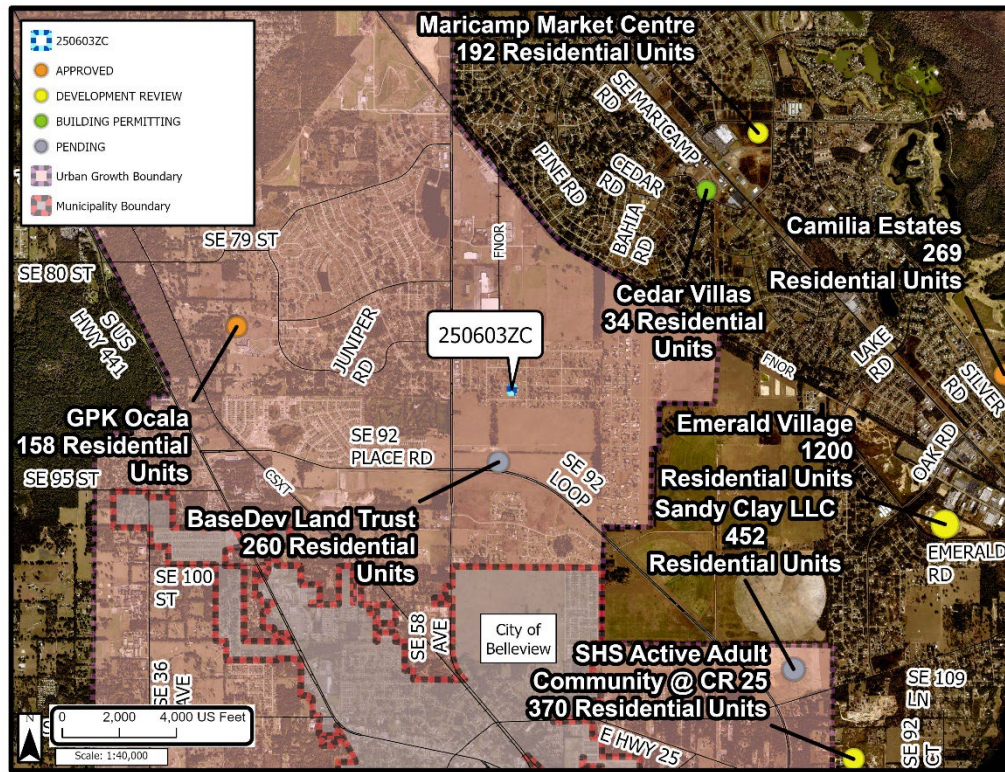 250603ZC
APPROVED
DEVELOPMENT REVIEW
BUILDING PERMITTING
PENDING
Urban Growth Boundary
Municipality Boundary
Maricamp Market Centre
192 Residential Units
SE MARICAMP
RD
PINE RD
CEDAR
RD
BAHIA
RD
Camilia Estates
269
Residential Units
SE 79 ST
SE 80 ST
S US
HWY 441
FNOR
JUNIPER
RD
250603ZC
Cedar Villas
34 Residential
Units
FNOR
LAKE
RD
SILVER
RD
GPK Ocala
158 Residential
Units
SE 92
PLACE RD
SE 92
LOOP
Emerald Village
1200
Residential Units
OAK RD
SE 95 ST
CSXT
BaseDev Land Trust
260 Residential
Units
Sandy Clay LLC
452
Residential Units
EMERALD
RD
SE 100
ST
SE 58
AVE
City of
Belleview
SHS Active Adult
Community @ CR 25
370 Residential Units
SE 109
LN
SE 36
AVE
E HWY 25
SE 92
CT
N
0 2,000 4,000 US Feet
Scale: 1:40,000